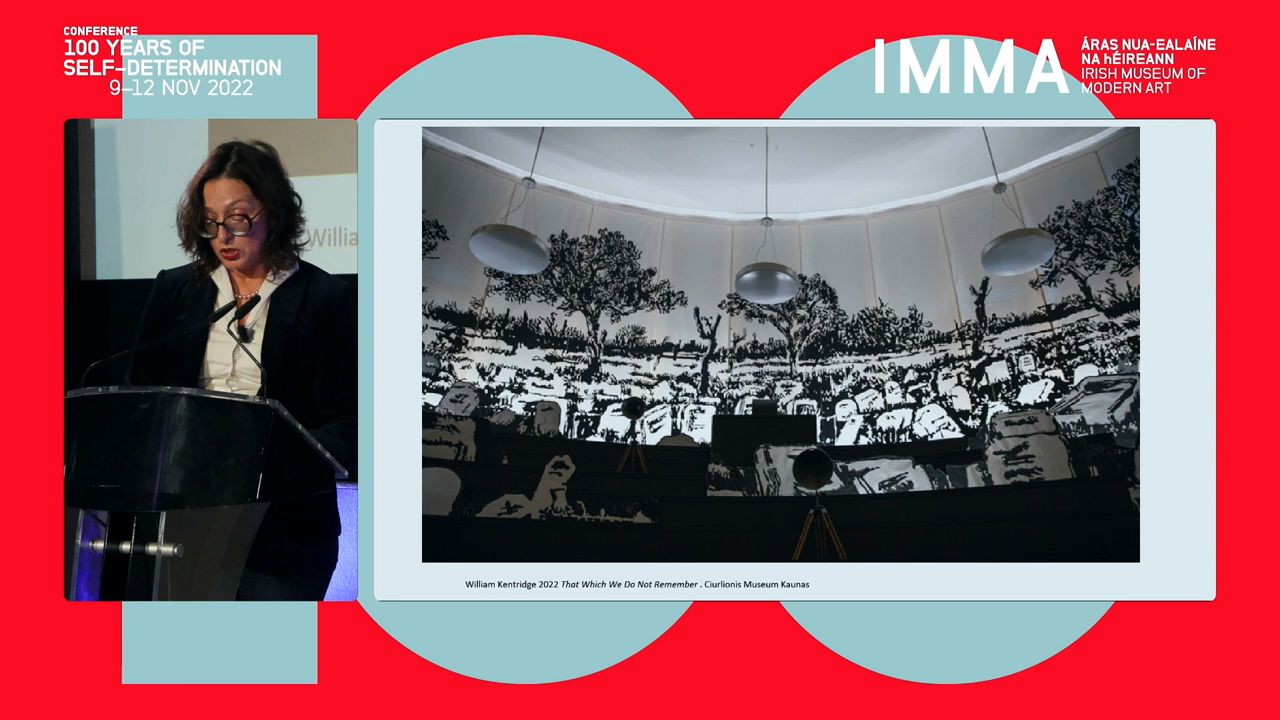 CONFERENCE
100 YEARS OF
SELF-DETERMINATION
9–12 NOV 2022
IMMA
ÁRAS NUA-EALAÍNE
NA hÉIREANN
IRISH MUSEUM OF
MODERN ART
Willia
William Kentridge 2022 That Which We Do Not Remember . Ciurlionis Museum Kaunas